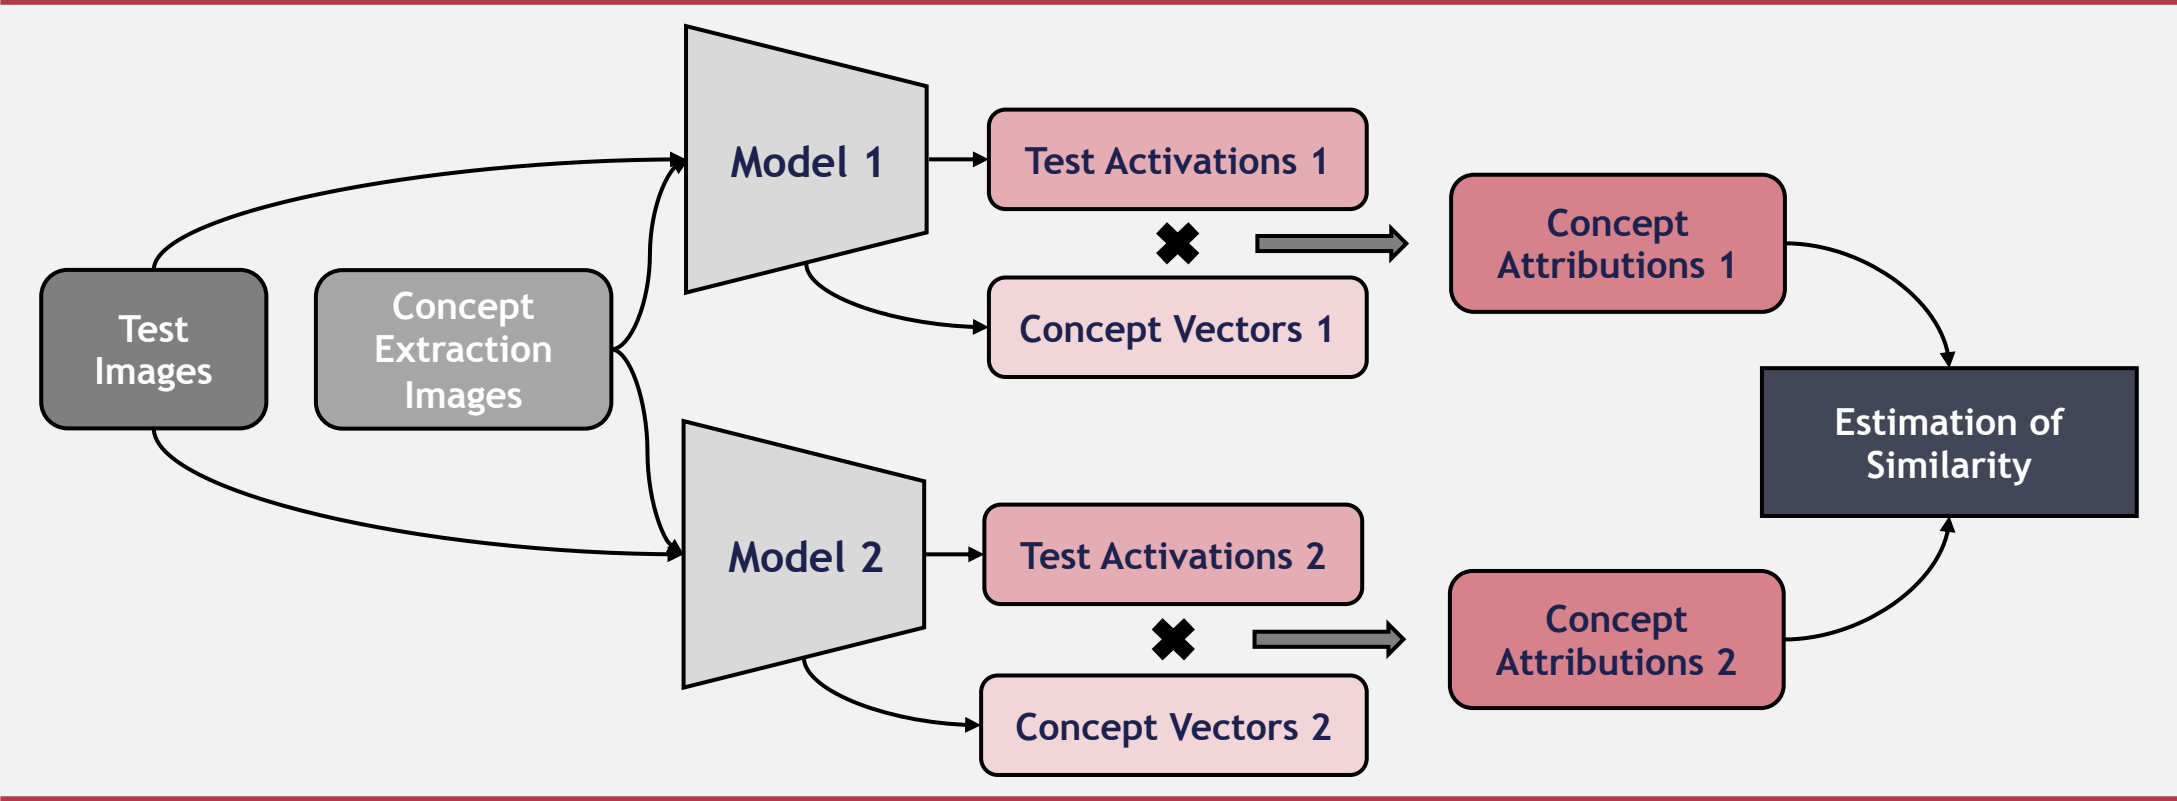 Test
Images
Concept
Extraction
Images
Model 1
Test Activations 1
Concept Vectors 1
Concept
Attributions 1
Model 2
Test Activations 2
Concept Vectors 2
Concept
Attributions 2
Estimation of
Similarity